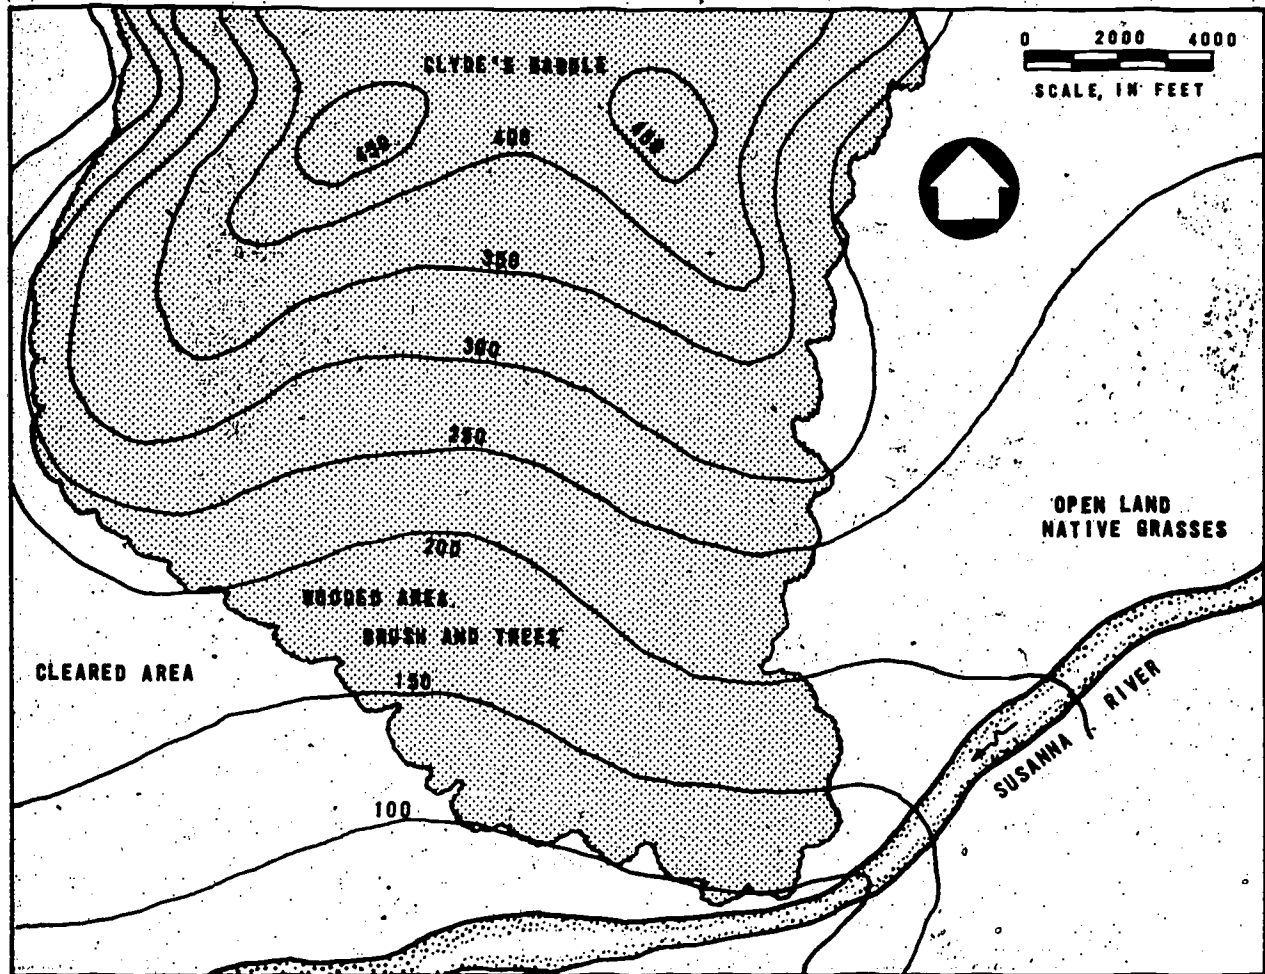 0 2000 4000
SCALE, IN FEET
CLYDE'S BABBLE
450
400
450
350
300
250
OPEN LAND
NATIVE GRASSES
200
WOODED AREA,
BRUSH AND TREES
CLEARED AREA
150
SUSANNA RIVER
100